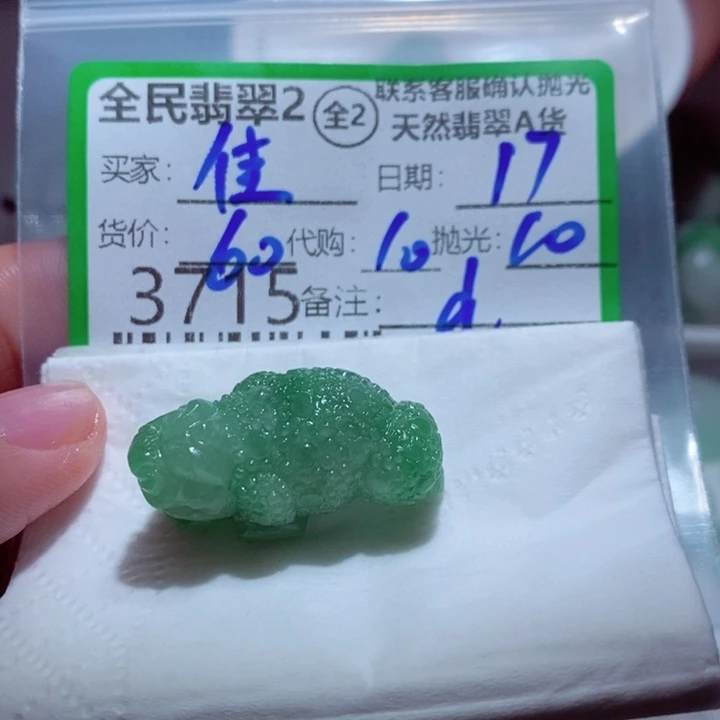 全民翡翠2 全2 联系客服确认抛光
天然翡翠A货
买家: 佳 日期: 17
货价: 60 代购: 10 抛光: 10
3715 备注: d.